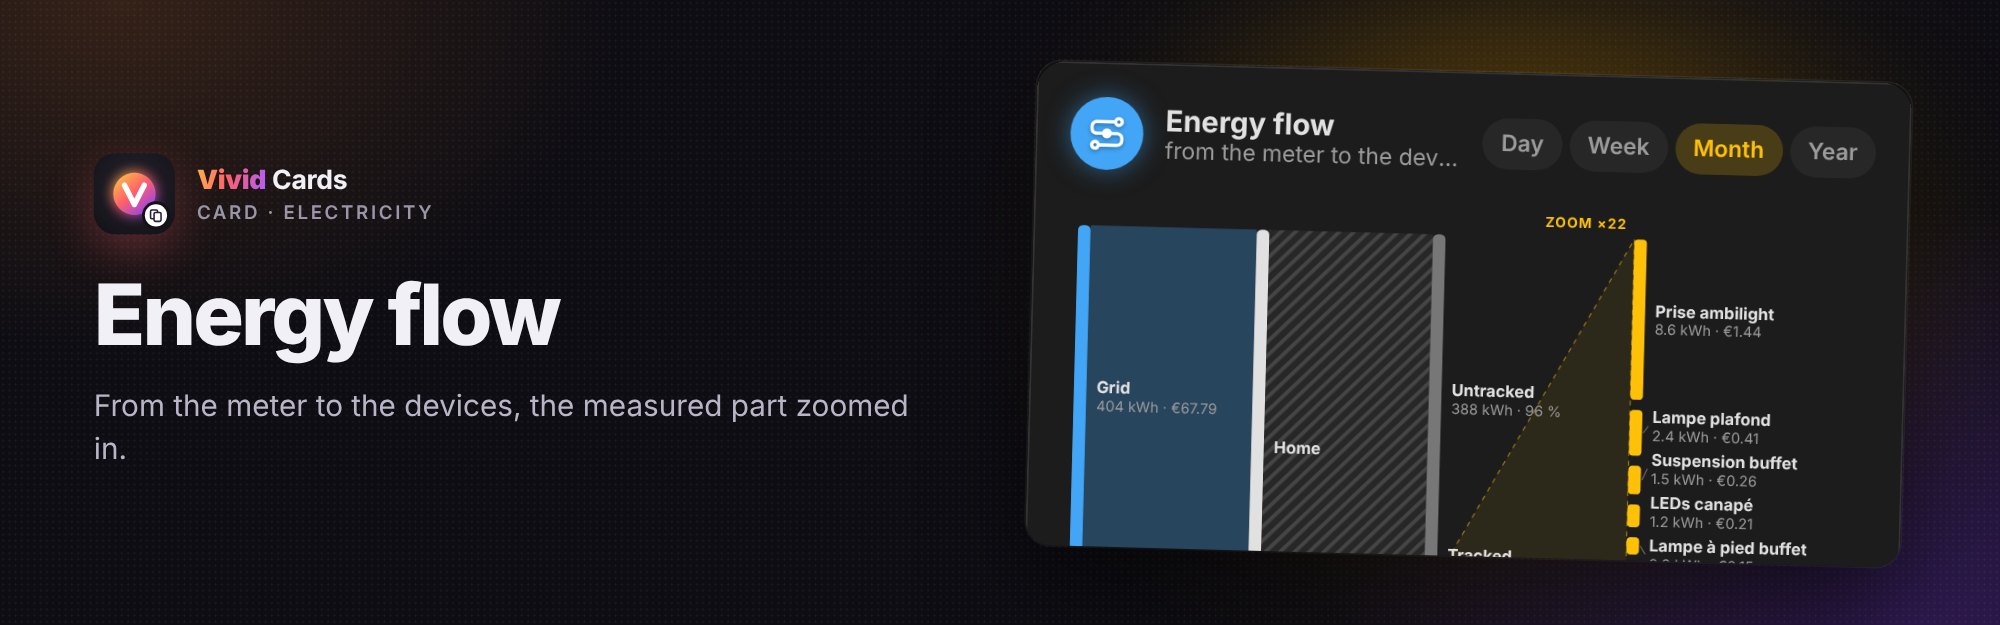 Vivid Cards
CARD · ELECTRICITY
Energy flow
From the meter to the devices, the measured part zoomed
in.
Energy flow
from the meter to the dev...
Day
Week
Month
Year
ZOOM ×22
Grid
404 kWh · €67.79
Home
Untracked
388 kWh · 96 %
Tracked
Prise ambilight
8.6 kWh · €1.44
Lampe plafond
2.4 kWh · €0.41
Suspension buffet
1.5 kWh · €0.26
LEDs canapé
1.2 kWh · €0.21
Lampe à pied buffet